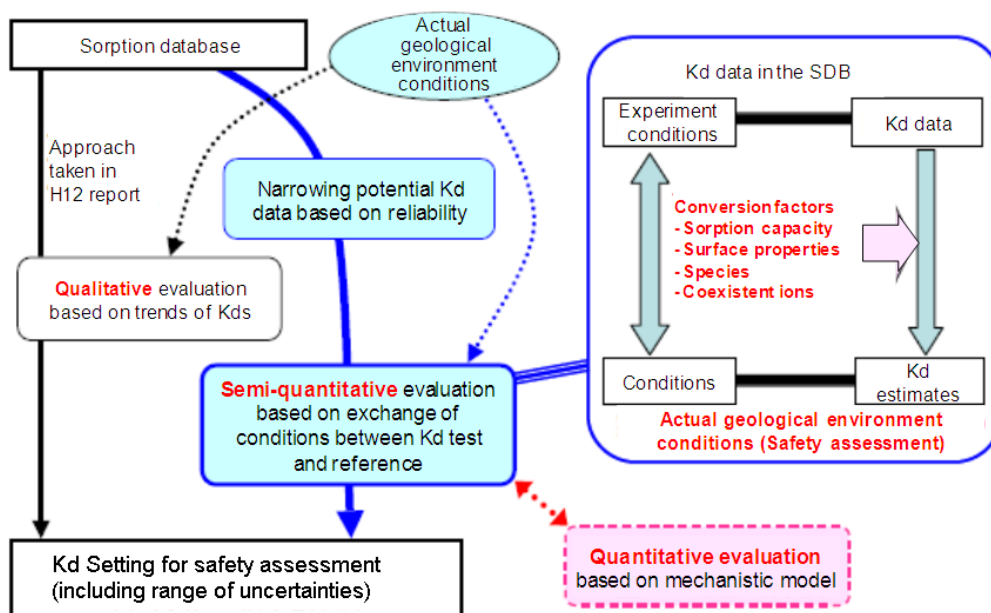 Sorption database
Actual
geological
environment
conditions
Approach
taken in
H12 report
Narrowing potential Kd
data based on reliability
Qualitative evaluation
based on trends of Kds
Semi-quantitative evaluation
based on exchange of
conditions between Kd test
and reference
Kd Setting for safety assessment
(including range of uncertainties)
Quantitative evaluation
based on mechanistic model
Kd data in the SDB
Experiment
conditions
Kd data
Conversion factors
- Sorption capacity
- Surface properties
- Species
- Coexistent ions
Conditions
Kd
estimates
Actual geological environment
conditions (Safety assessment)